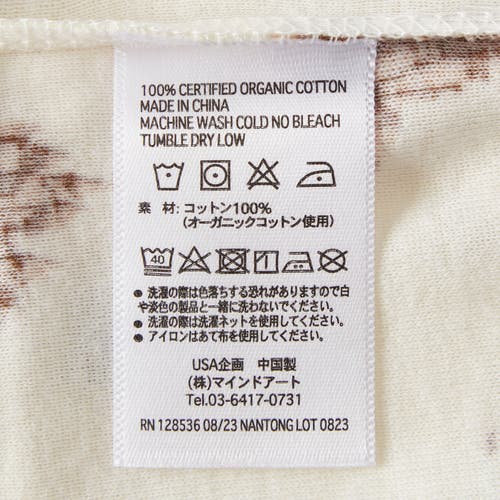 100% CERTIFIED ORGANIC COTTON
MADE IN CHINA
MACHINE WASH COLD NO BLEACH
TUMBLE DRY LOW
素 材: コットン100%
(オーガニックコットン使用)
40
● 洗濯の際は色落ちする恐れがありますので白
や淡色の製品と一緒に洗わないでください。
● 洗濯の際は洗濯ネットを使用してください。
● アイロンはあて布を使用してください。
USA企画 中国製
(株)マインドアート
Tel.03-6417-0731
RN 128536 08/23 NANTONG LOT 0823